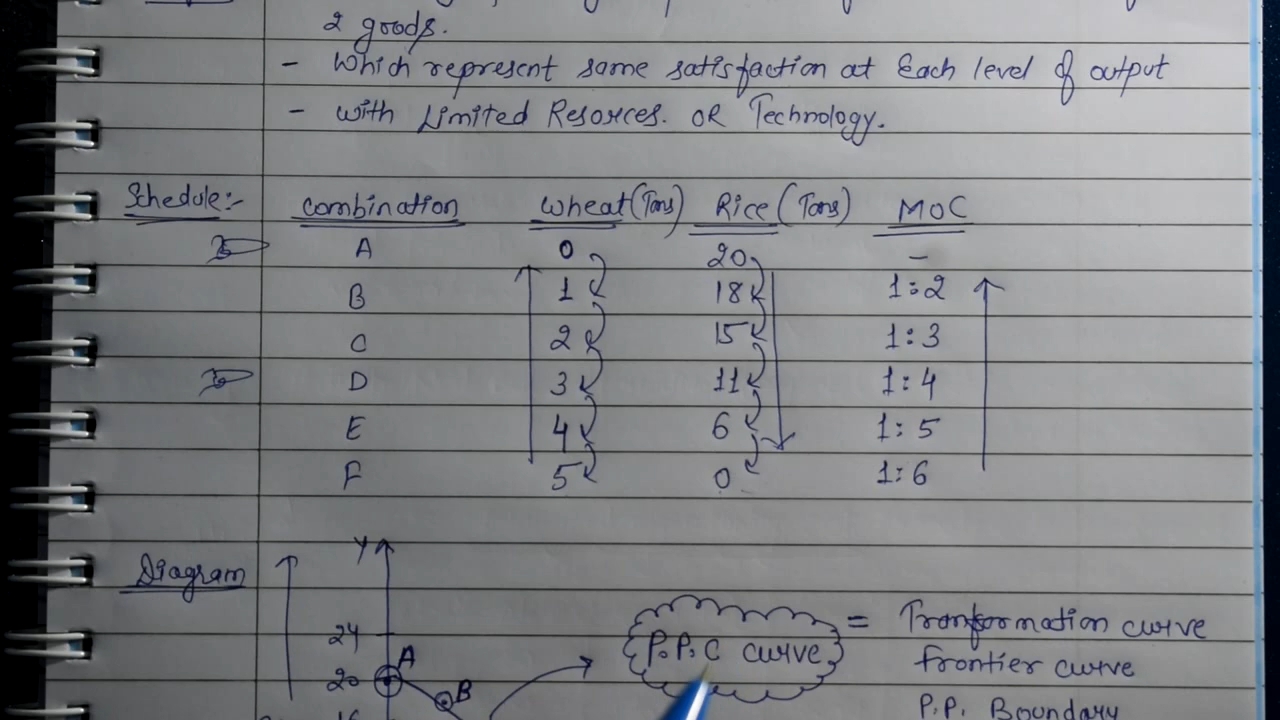 2 goods.
- Which represent same satisfaction at Each level of output
- with Limited Resorces. OR Technology.
Schedule:- Combination Wheat (Tons) Rice (Tons) MOC
A 0 20 -
B 1 18 1:2
C 2 15 1:3
D 3 11 1:4
E 4 6 1:5
F 5 0 1:6
Diagram Y
24
20 A
B
P.P.C curve = Tranformation curve
frontier curve
P.P. Boundary